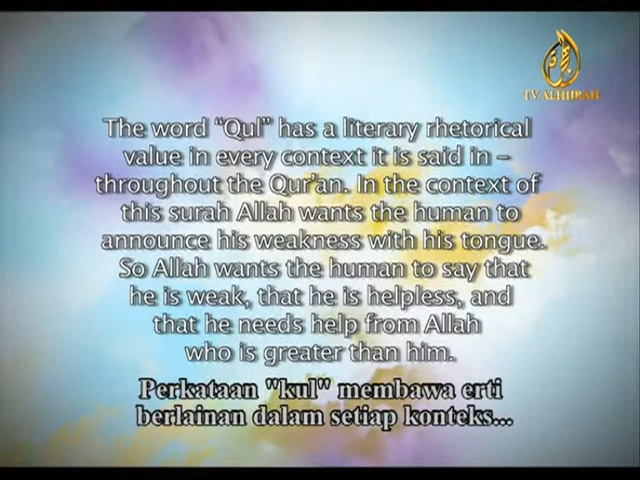 TV ALHIJRAH
The word “Qul” has a literary rhetorical
value in every context it is said in –
throughout the Qur'an. In the context of
this surah Allah wants the human to
announce his weakness with his tongue.
So Allah wants the human to say that
he is weak, that he is helpless, and
that he needs help from Allah
who is greater than him.
Perkataan "kul" membawa erti
berlainan dalam setiap konteks...